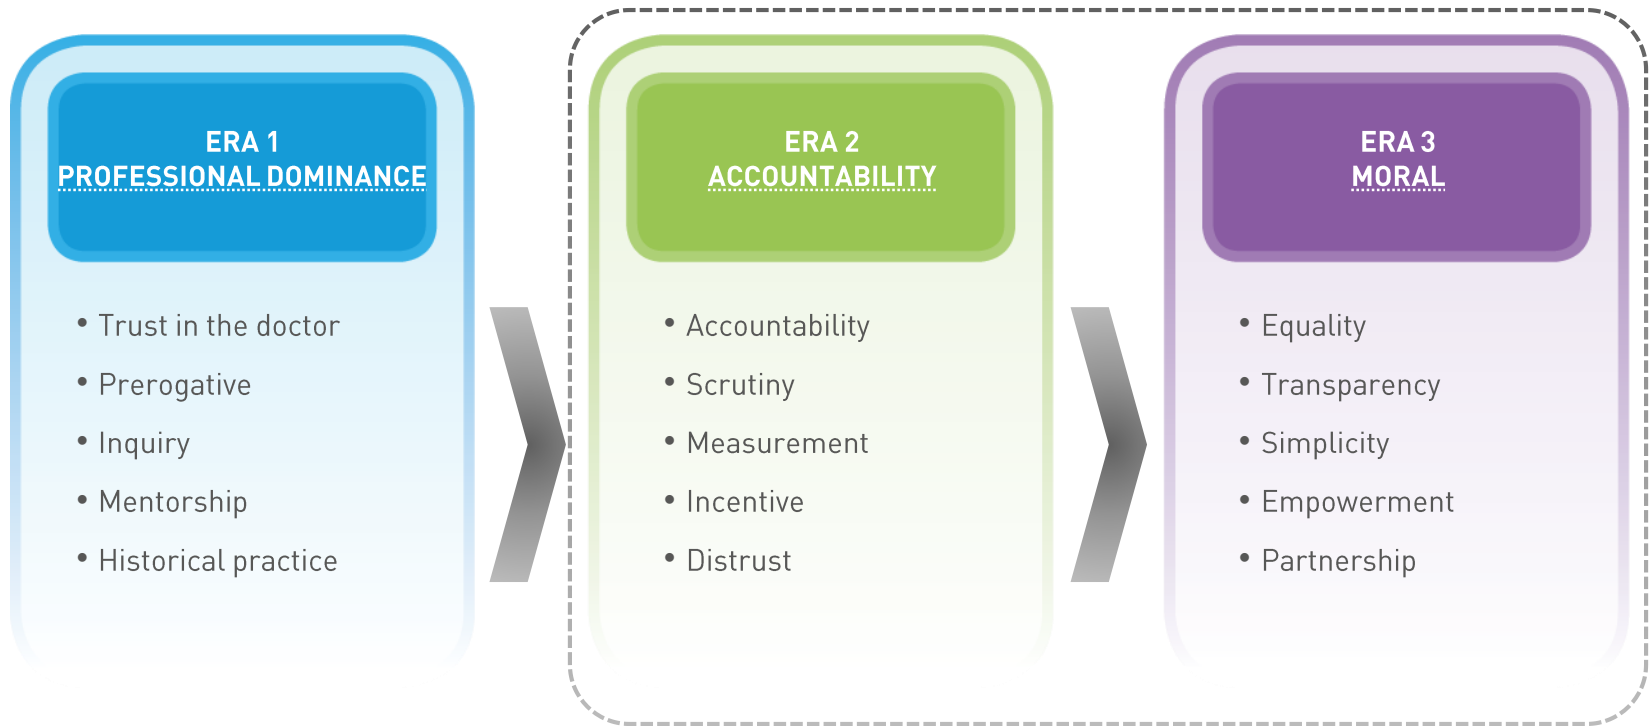 ERA 1
PROFESSIONAL DOMINANCE
• Trust in the doctor
• Prerogative
• Inquiry
• Mentorship
• Historical practice
ERA 2
ACCOUNTABILITY
• Accountability
• Scrutiny
• Measurement
• Incentive
• Distrust
ERA 3
MORAL
• Equality
• Transparency
• Simplicity
• Empowerment
• Partnership